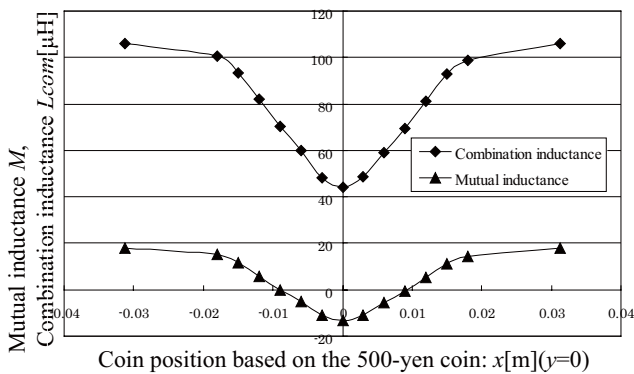 Mutual inductance M,
Combination inductance Lcom[μH]
120
100
80
60
40
20
0
-20
-0.04 -0.03 -0.02 -0.01 0 0.01 0.02 0.03 0.04
Combination inductance
Mutual inductance
Coin position based on the 500-yen coin: x[m](y=0)